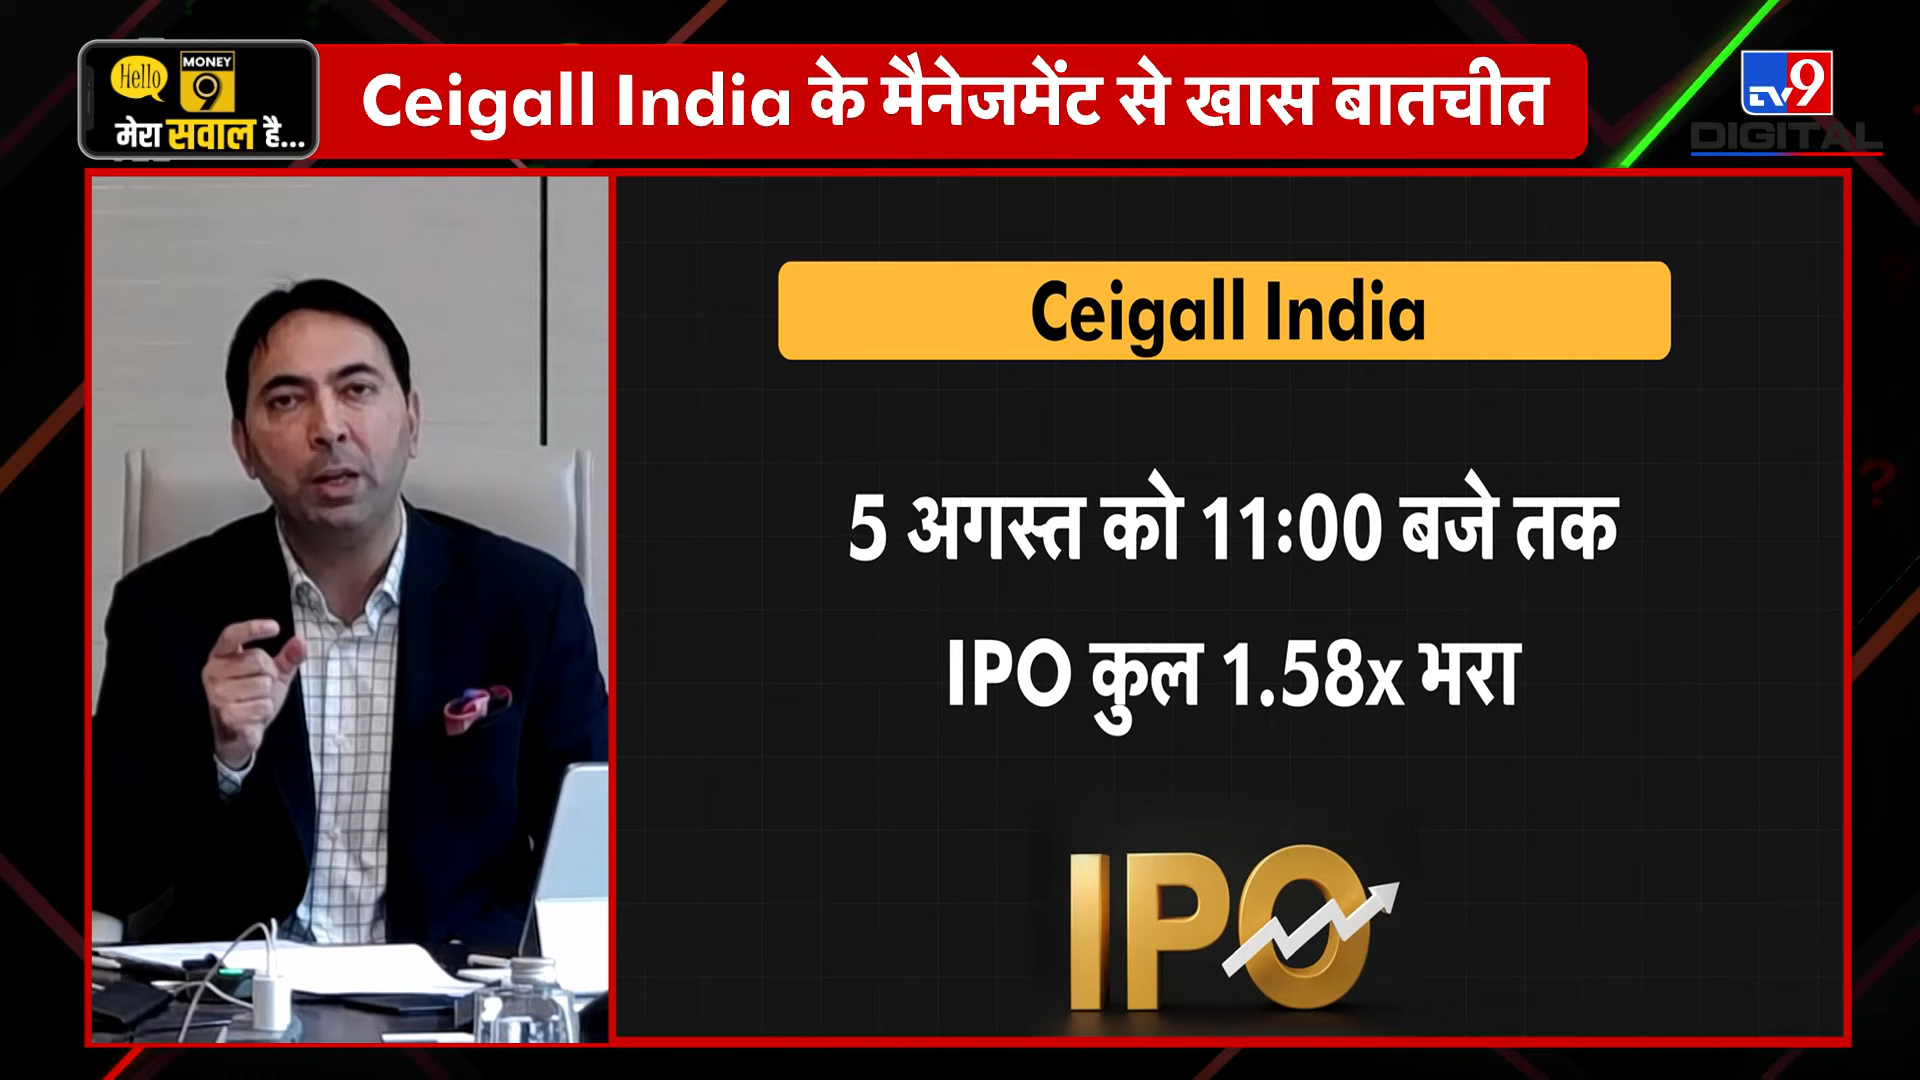 Hello
MONEY
9
मेरा सवाल है...
Ceigall India के मैनेजमेंट से खास बातचीत
TV9
DIGITAL
Ceigall India
5 अगस्त को 11:00 बजे तक
IPO कुल 1.58x भरा
IPO
?